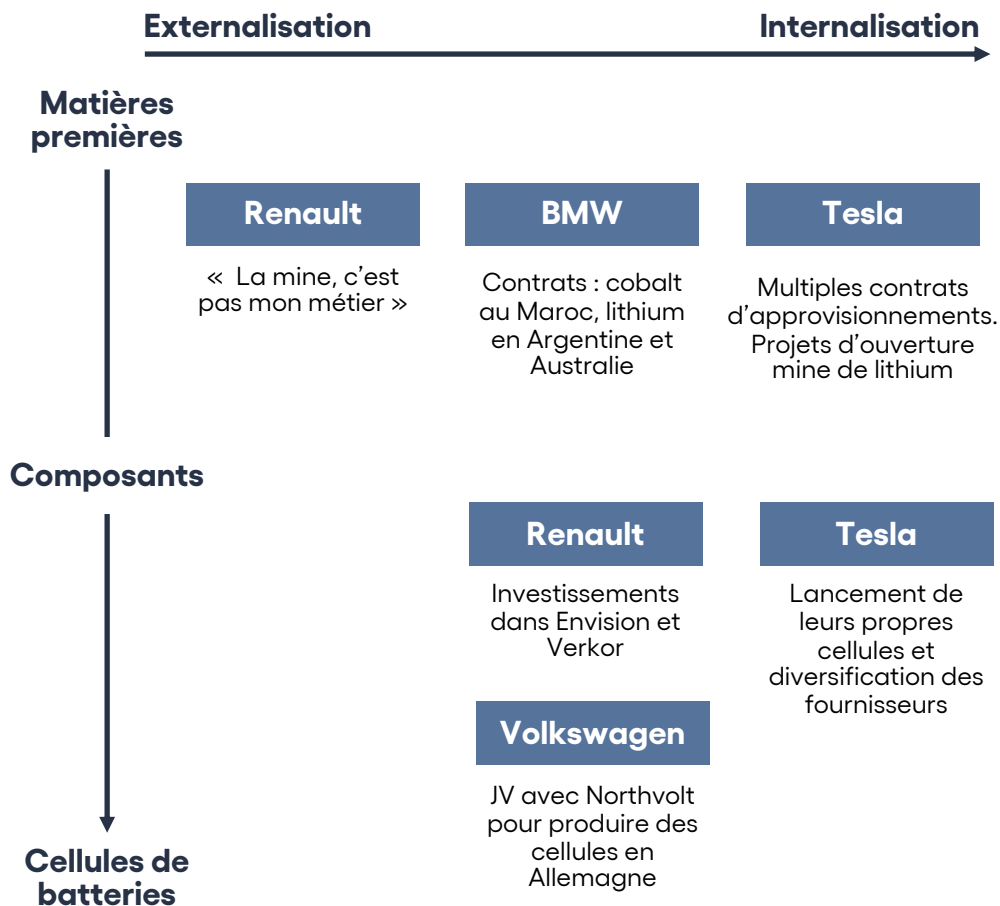 Externalisation
Internalisation
Matières
premières
Renault
BMW
Tesla
«  La mine, c'est
pas mon métier »
Contrats : cobalt
au Maroc, lithium
en Argentine et
Australie
Multiples contrats
d'approvisionnements.
Projets d'ouverture
mine de lithium
Composants
Renault
Tesla
Investissements
dans Envision et
Verkor
Lancement de
leurs propres
cellules et
diversification des
fournisseurs
Volkswagen
JV avec Northvolt
pour produire des
cellules en
Allemagne
Cellules de
batteries